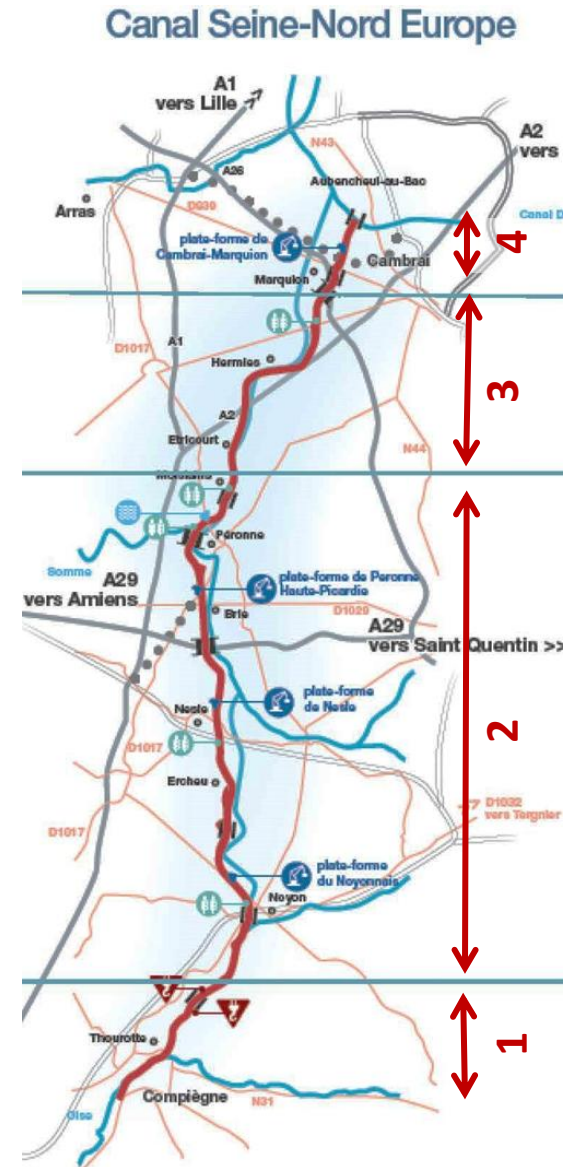 Canal Seine-Nord Europe
A1
vers Lille
A2
vers
N43
A26
Aubencheul-au-Bac
Arras
D939
Canal D
plate-forme de
Cambrai-Marquion
Cambrai
Marquion
4
D1017
A1
Hermies
3
A2
Etricourt
N44
Péronne
Somme
A29
vers Amiens
plate-forme de Peronne
Haute-Picardie
Brie
D1029
A29
vers Saint Quentin >>
plate-forme
de Nesle
Nesle
2
D1017
Ercheu
D1032
vers Tergnier
D1017
plate-forme
du Noyonnais
Noyon
1
Thourotte
Compiègne
Oise
N31